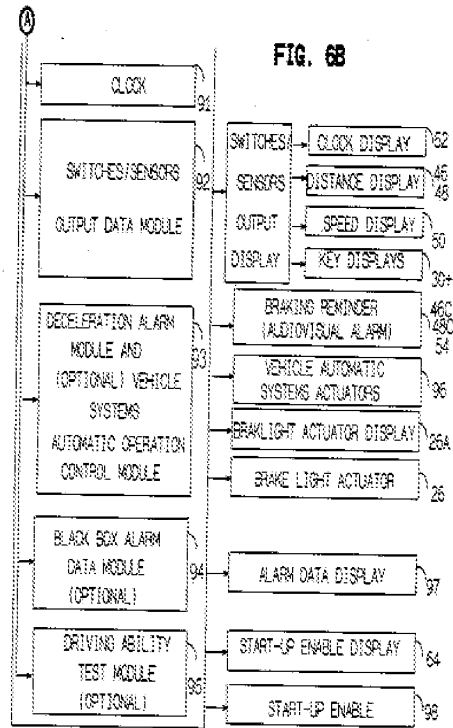 A
FIG. 6B
CLOCK
91
SWITCHES/SENSORS
OUTPUT DATA MODULE
92
SWITCHES/
SENSORS
OUTPUT
DISPLAY
CLOCK DISPLAY
52
DISTANCE DISPLAY
46
48
SPEED DISPLAY
50
KEY DISPLAYS
30+
DECELERATION ALARM
MODULE AND
(OPTIONAL) VEHICLE
SYSTEMS
AUTOMATIC OPERATION
CONTROL MODULE
93
BRAKING REMINDER
(AUDIOVISUAL ALARM)
46C
48C
54
VEHICLE AUTOMATIC
SYSTEMS ACTUATORS
96
BRAKLIGHT ACTUATOR DISPLAY
26A
BRAKE LIGHT ACTUATOR
26
BLACK BOX ALARM
DATA MODULE
(OPTIONAL)
94
ALARM DATA DISPLAY
97
DRIVING ABILITY
TEST MODULE
(OPTIONAL)
95
START-UP ENABLE DISPLAY
64
START-UP ENABLE
98